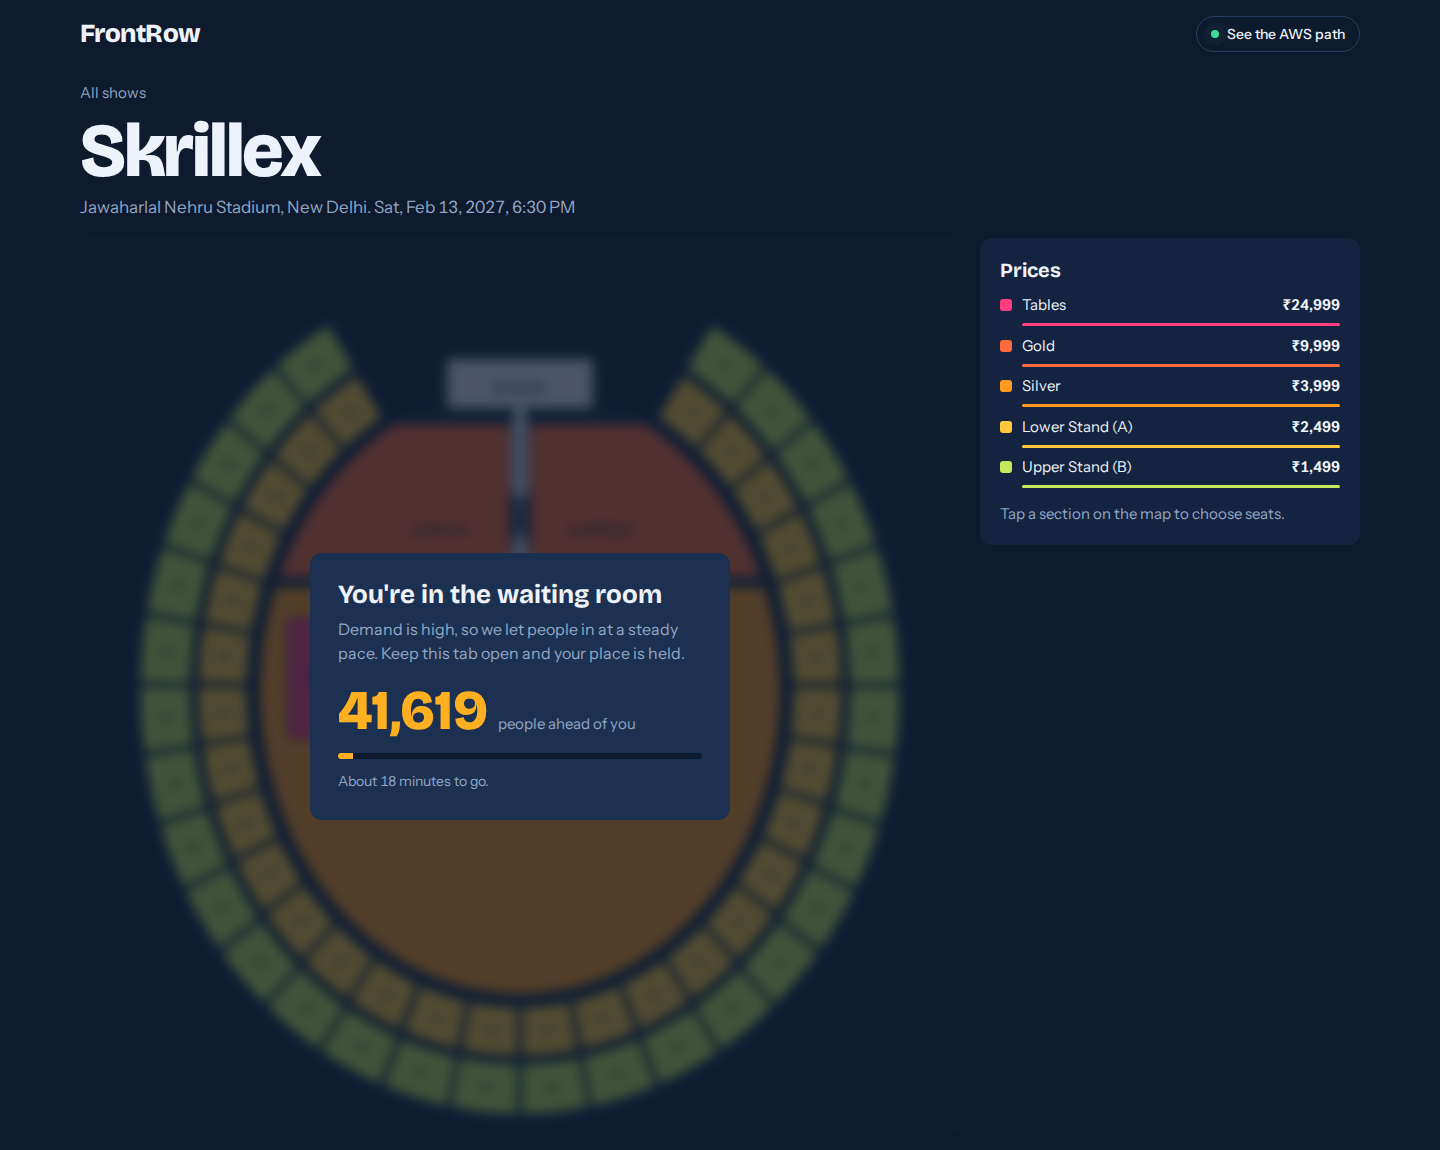 FrontRow
See the AWS path
All shows
Skrillex
Jawaharlal Nehru Stadium, New Delhi. Sat, Feb 13, 2027, 6:30 PM
Prices
Tables ₹24,999
Gold ₹9,999
Silver ₹3,999
Lower Stand (A) ₹2,499
Upper Stand (B) ₹1,499
Tap a section on the map to choose seats.
You're in the waiting room
Demand is high, so we let people in at a steady
pace. Keep this tab open and your place is held.
41,619 people ahead of you
About 18 minutes to go.